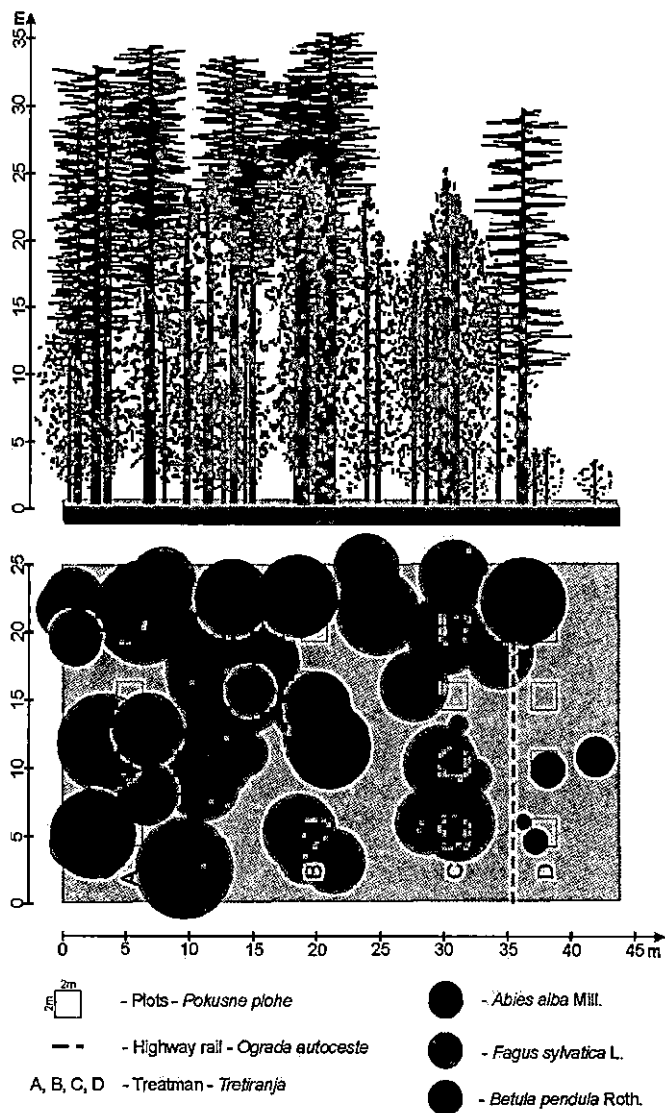 m
35
30
25
20
15
10
5
0
25
20
15
10
5
0
A B C D
0 5 10 15 20 25 30 35 40 45 m
2m
2m - Plots - Pokusne plohe
- Highway rail - Ograda autoceste
A, B, C, D - Treatman - Tretiranja
- Abies alba Mill.
- Fagus sylvatica L.
- Betula pendula Roth.